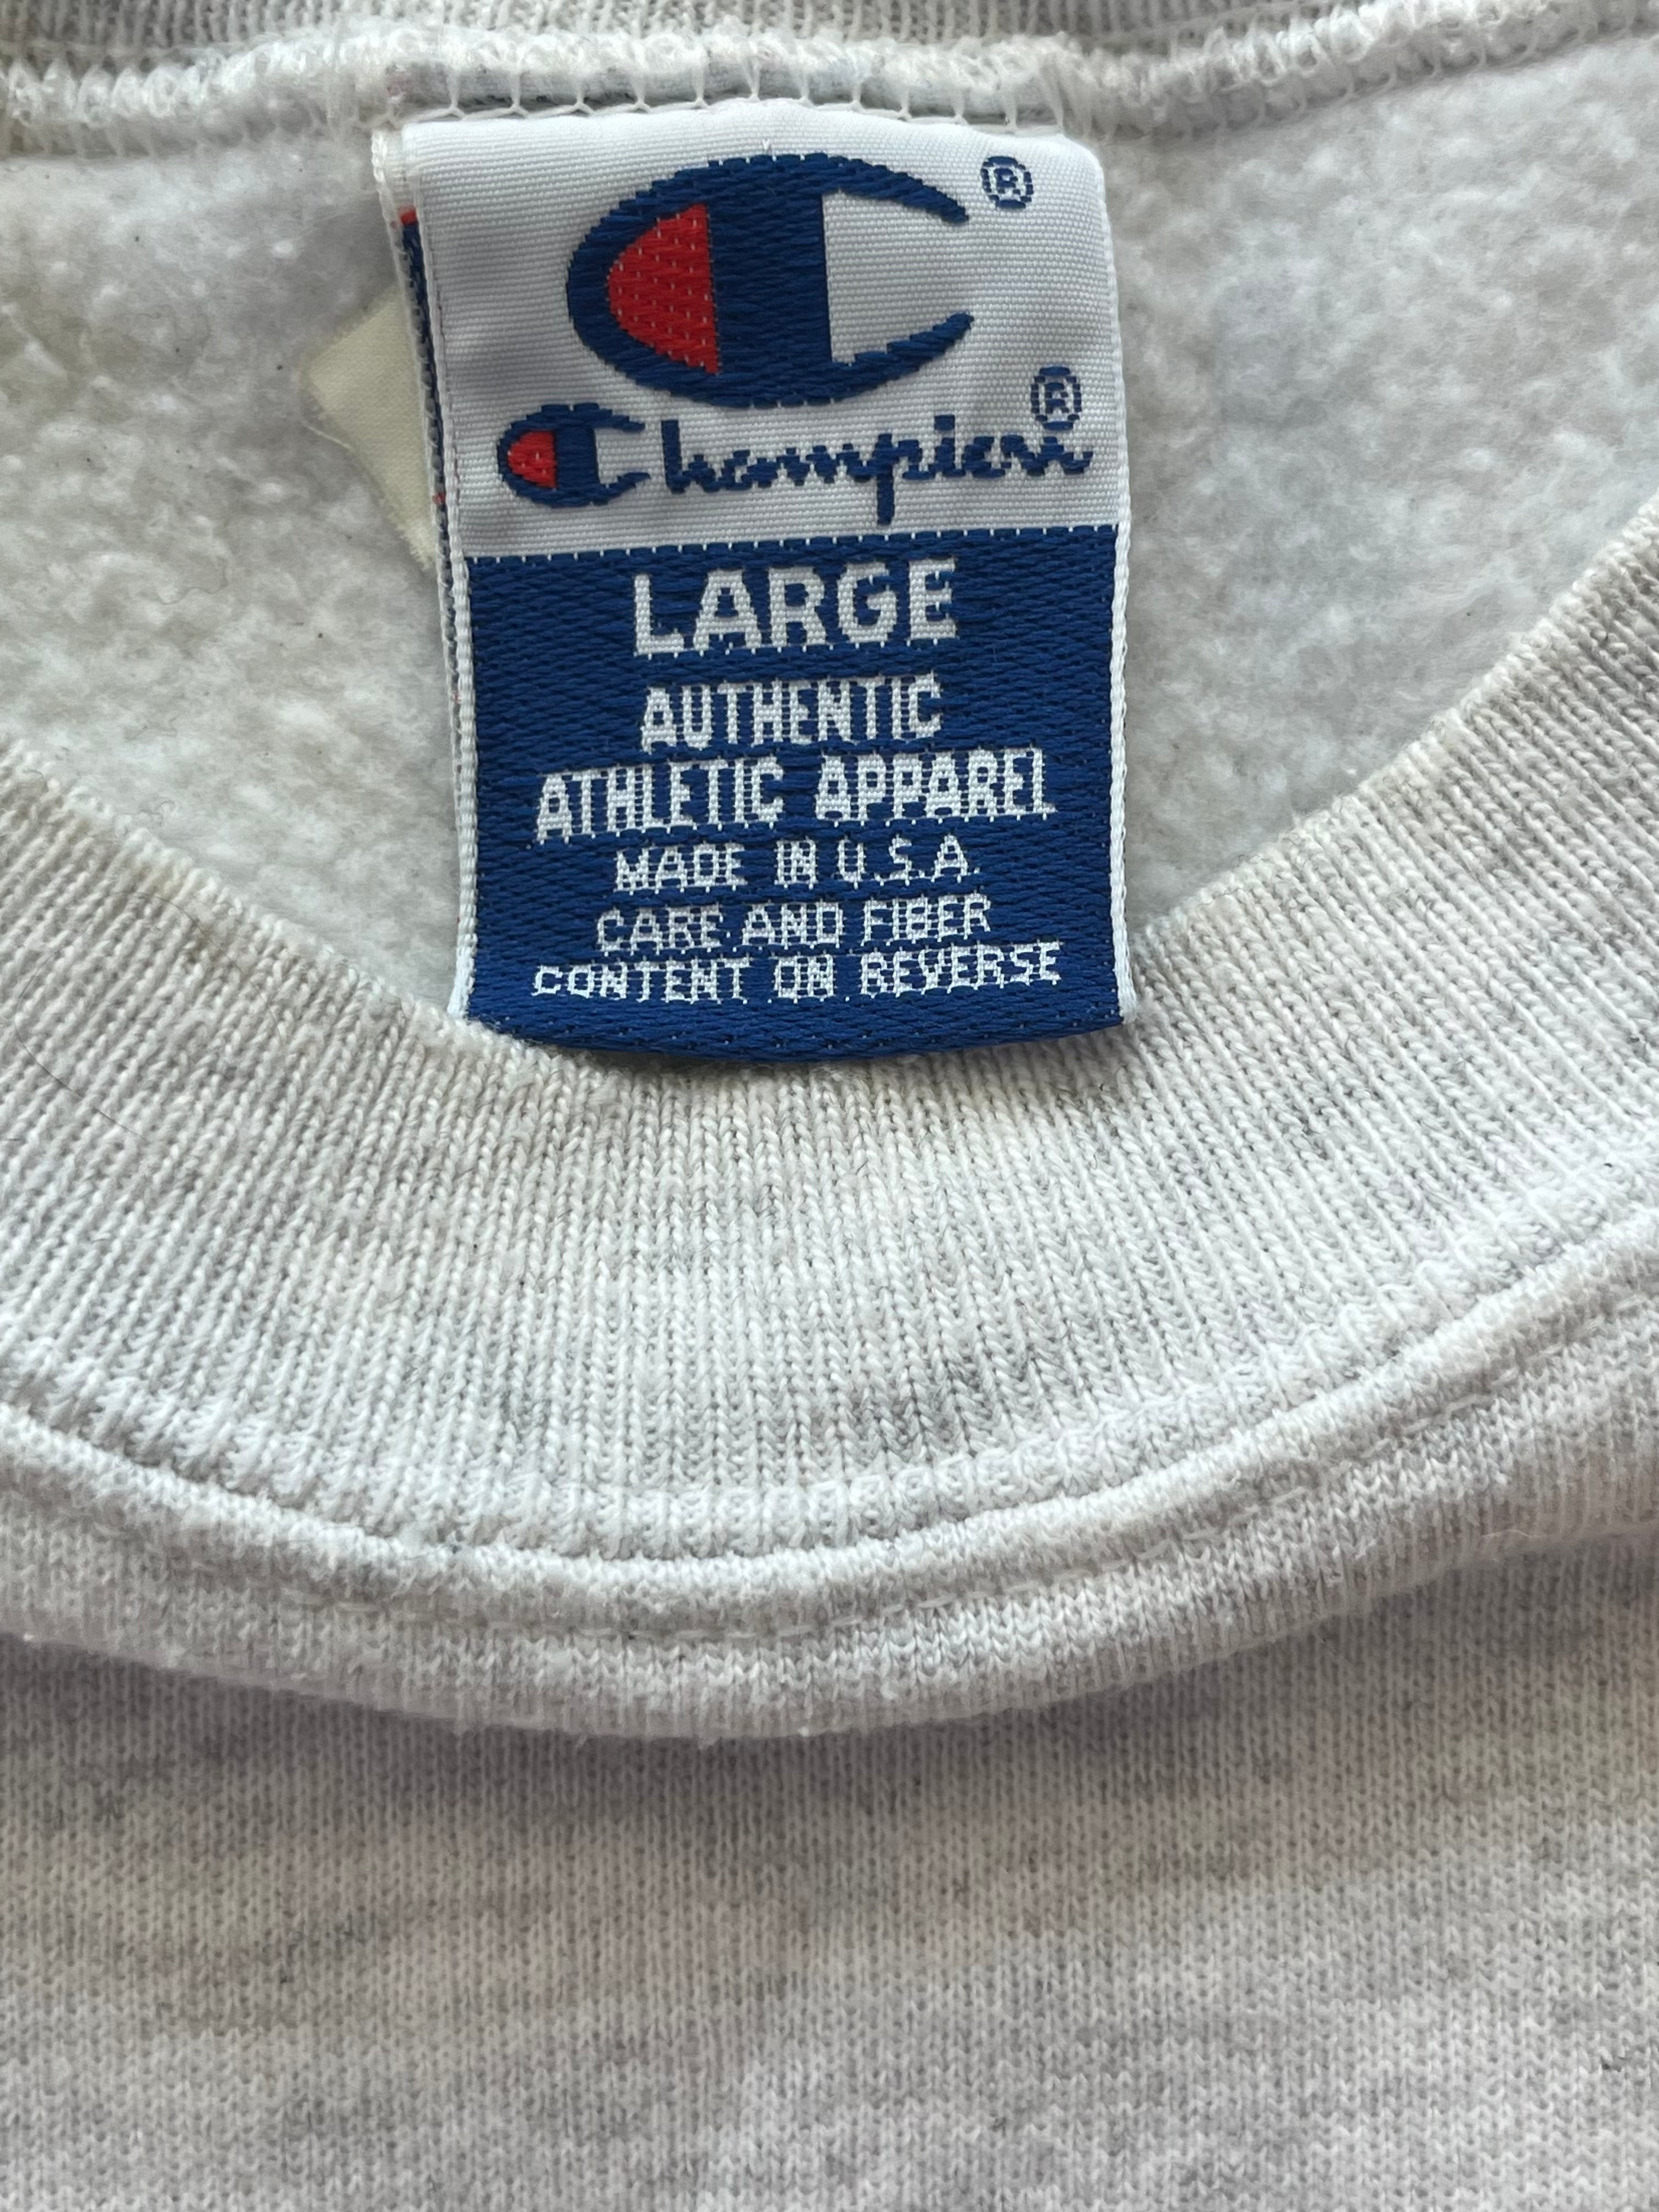 ®
Champion®
LARGE
AUTHENTIC
ATHLETIC APPAREL
MADE IN U.S.A.
CARE AND FIBER
CONTENT ON REVERSE